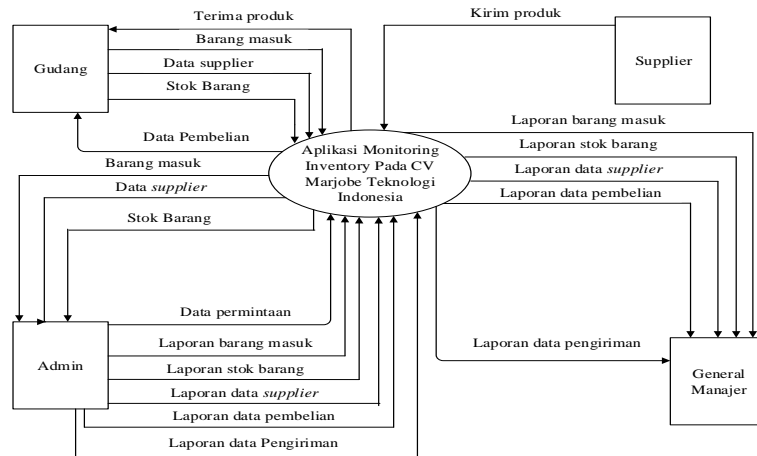 Terima produk
Kirim produk
Barang masuk
Gudang
Data supplier
Supplier
Stok Barang
Laporan barang masuk
Data Pembelian
Aplikasi Monitoring
Inventory Pada CV
Marjobe Teknologi
Indonesia
Laporan stok barang
Barang masuk
Laporan data supplier
Data supplier
Laporan data pembelian
Stok Barang
Data permintaan
Laporan barang masuk
Laporan data pengiriman
Admin
Laporan stok barang
General
Manajer
Laporan data supplier
Laporan data pembelian
Laporan data Pengiriman